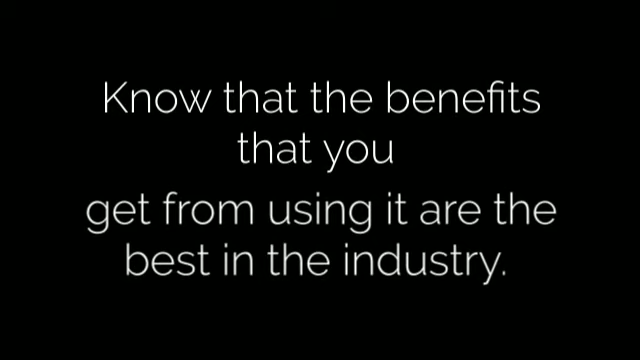 Know that the benefits
that you
get from using it are the
best in the industry.